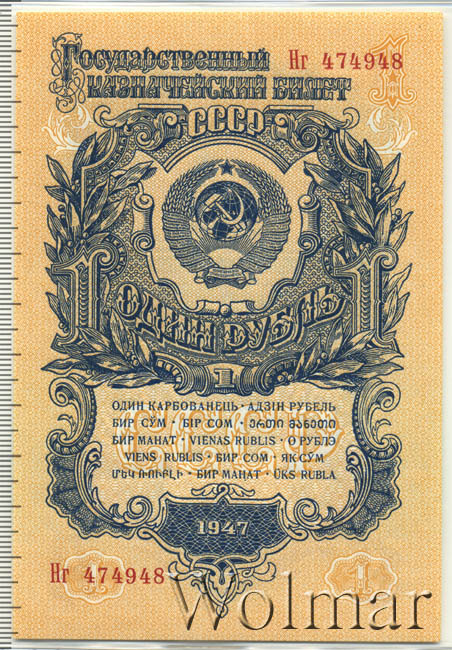 Государственный Нг 474948
казначейский билет
1
СССР
1 1
ОДИН РУБЛЬ
1
ОДИН КАРБОВАНЕЦЬ · АДЗІН РУБЕЛЬ
БИР СЎМ · БІР СОМ · ᲔᲠᲗᲘ ᲛᲐᲜᲔᲗᲘ
БИР МАНАТ · VIENAS RUBLIS · О РУБЛЭ
VIENS RUBLIS · БИР СОМ · ЯК СУМ
ՄԵԿ ՌՈՒԲԼԻ · БИР МАНАТ · ÜKS RUBLA
1947
Нг 474948
1
Wolmar